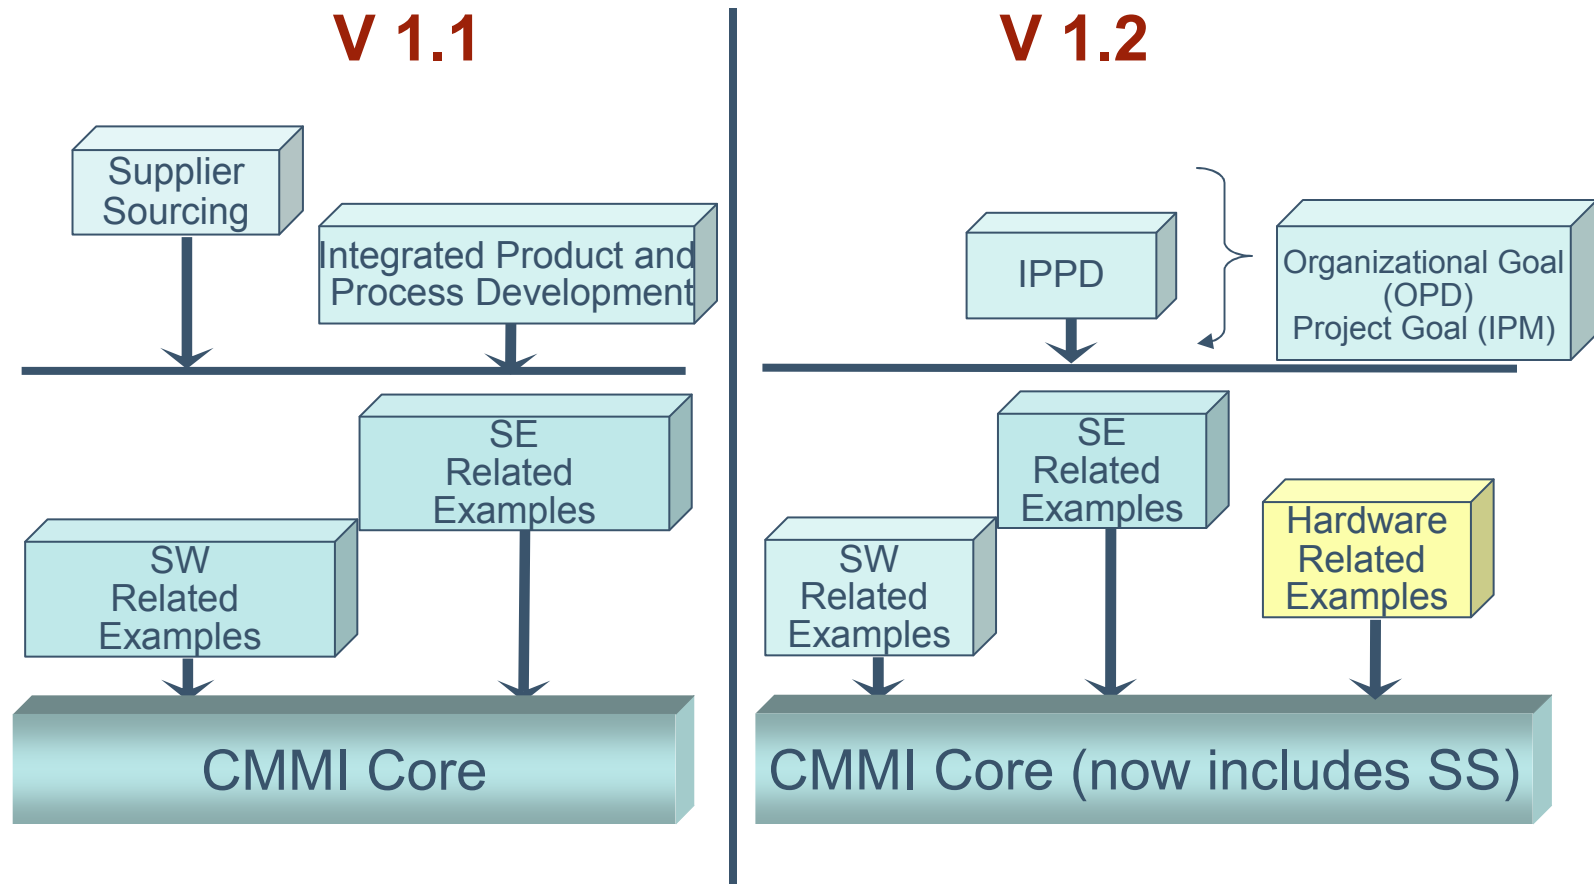 V 1.1
Supplier
Sourcing
Integrated Product and
Process Development
SE
Related
Examples
SW
Related
Examples
CMMI Core
V 1.2
IPPD
Organizational Goal
(OPD)
Project Goal (IPM)
SE
Related
Examples
SW
Related
Examples
Hardware
Related
Examples
CMMI Core (now includes SS)